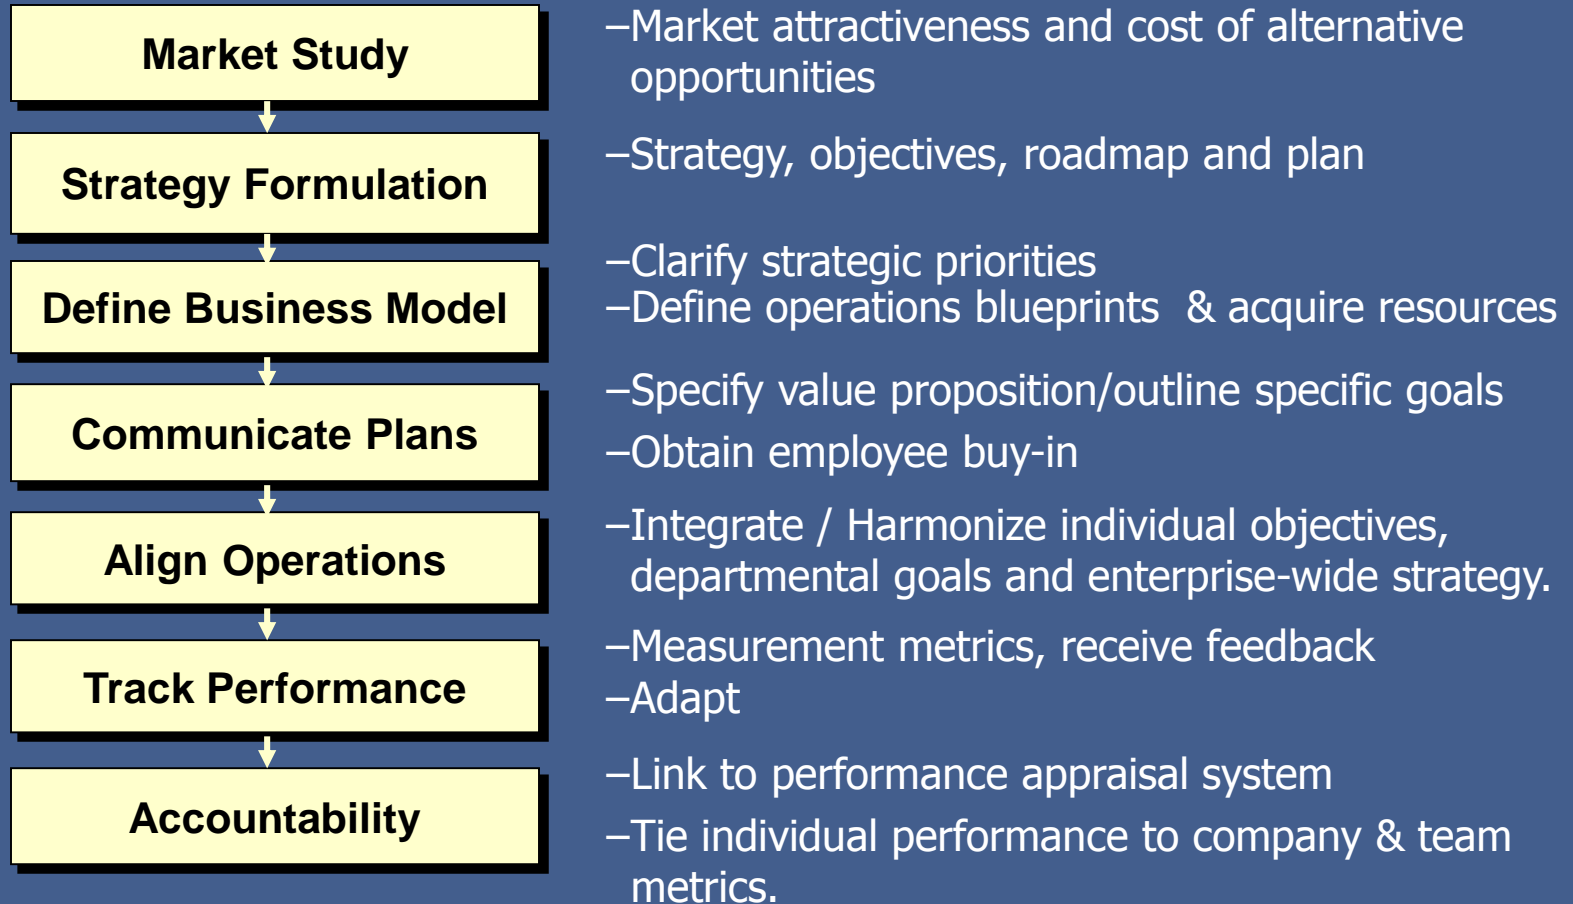 Market Study
–Market attractiveness and cost of alternative
opportunities
Strategy Formulation
–Strategy, objectives, roadmap and plan
Define Business Model
–Clarify strategic priorities
–Define operations blueprints  & acquire resources
Communicate Plans
–Specify value proposition/outline specific goals
–Obtain employee buy-in
Align Operations
–Integrate / Harmonize individual objectives,
departmental goals and enterprise-wide strategy.
Track Performance
–Measurement metrics, receive feedback
–Adapt
Accountability
–Link to performance appraisal system
–Tie individual performance to company & team
metrics.